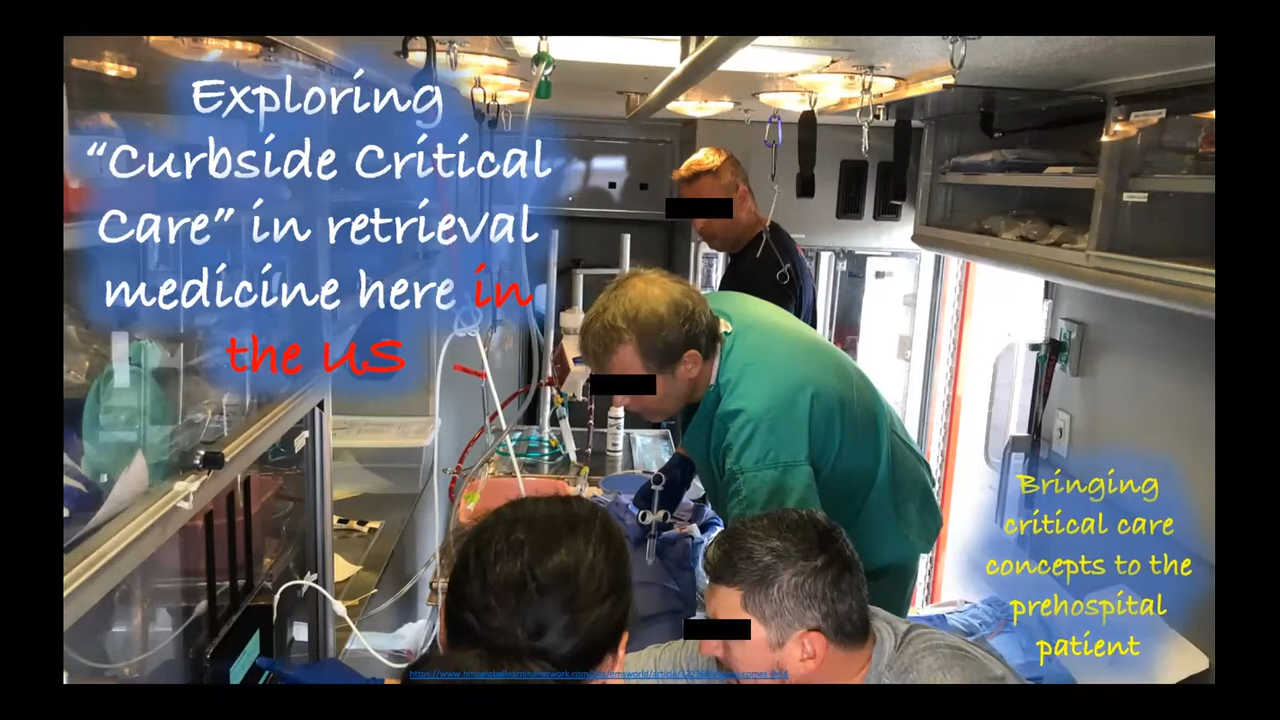 Exploring
“Curbside Critical
Care” in retrieval
medicine here in
the US
Bringing
critical care
concepts to the
prehospital
patient